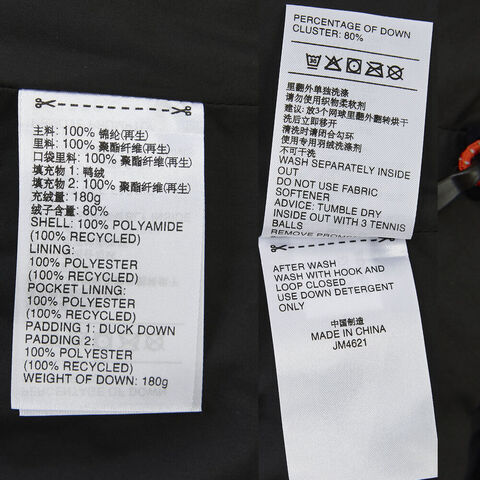 主料: 100% 锦纶(再生)
里料: 100% 聚酯纤维(再生)
口袋里料: 100% 聚酯纤维(再生)
填充物 1: 鸭绒
填充物 2: 100% 聚酯纤维(再生)
充绒量: 180g
绒子含量: 80%
SHELL: 100% POLYAMIDE
(100% RECYCLED)
LINING:
100% POLYESTER
(100% RECYCLED)
POCKET LINING:
100% POLYESTER
(100% RECYCLED)
PADDING 1: DUCK DOWN
PADDING 2:
100% POLYESTER
(100% RECYCLED)
WEIGHT OF DOWN: 180g
PERCENTAGE OF DOWN
CLUSTER: 80%
里翻外单独洗涤
请勿使用织物柔软剂
建议: 放3个网球里外翻转烘干
洗后立即移开
清洗时请闭合勾环
使用专用羽绒洗涤剂
不可干洗
WASH SEPARATELY INSIDE
OUT
DO NOT USE FABRIC
SOFTENER
ADVICE: TUMBLE DRY
INSIDE OUT WITH 3 TENNIS
BALLS
AFTER WASH
WASH WITH HOOK AND
LOOP CLOSED
USE DOWN DETERGENT
ONLY
中国制造
MADE IN CHINA
JM4621